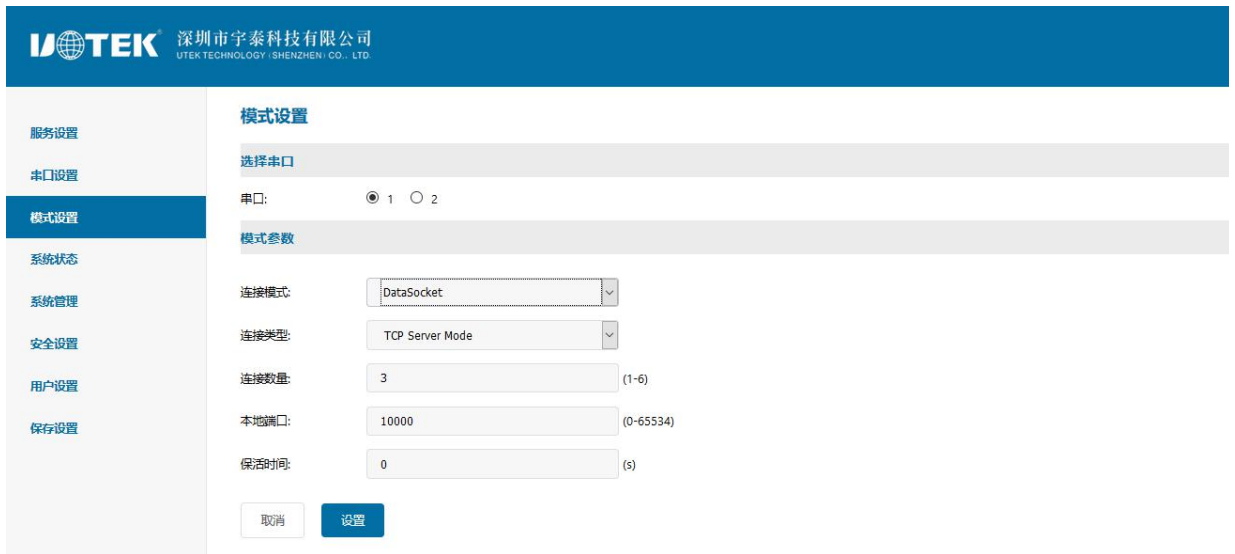 UOTEK 深圳市宇泰科技有限公司
UTEK TECHNOLOGY (SHENZHEN) CO., LTD.
服务设置
串口设置
模式设置
系统状态
系统管理
安全设置
用户设置
保存设置
模式设置
选择串口
串口: 1 2
模式参数
连接模式: DataSocket
连接类型: TCP Server Mode
连接数量: 3 (1-6)
本地端口: 10000 (0-65534)
保活时间: 0 (s)
取消 设置